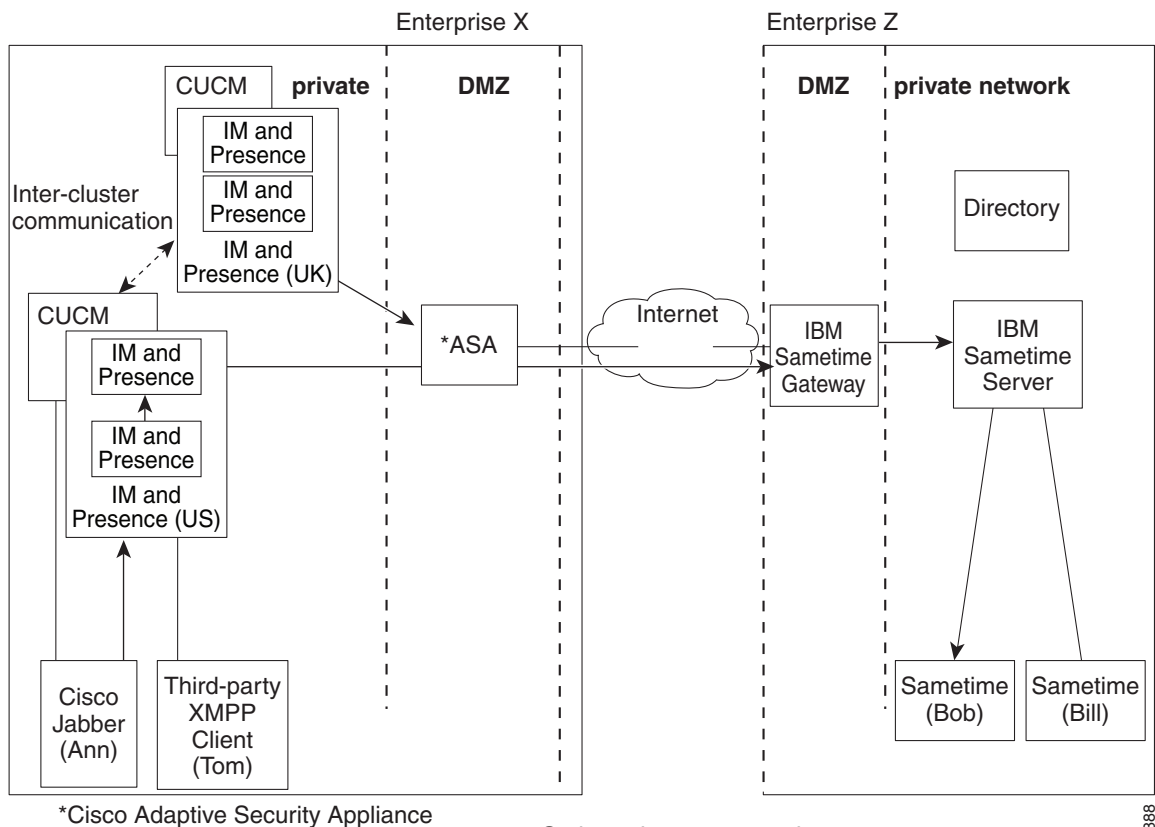 Enterprise X
Enterprise Z
CUCM
private
DMZ
DMZ
private network
IM and
Presence
IM and
Presence
IM and
Presence (UK)
Inter-cluster
communication
Directory
CUCM
IM and
Presence
IM and
Presence
IM and
Presence (US)
*ASA
Internet
IBM
Sametime
Gateway
IBM
Sametime
Server
Cisco
Jabber
(Ann)
Third-party
XMPP
Client
(Tom)
Sametime
(Bob)
Sametime
(Bill)
*Cisco Adaptive Security Appliance